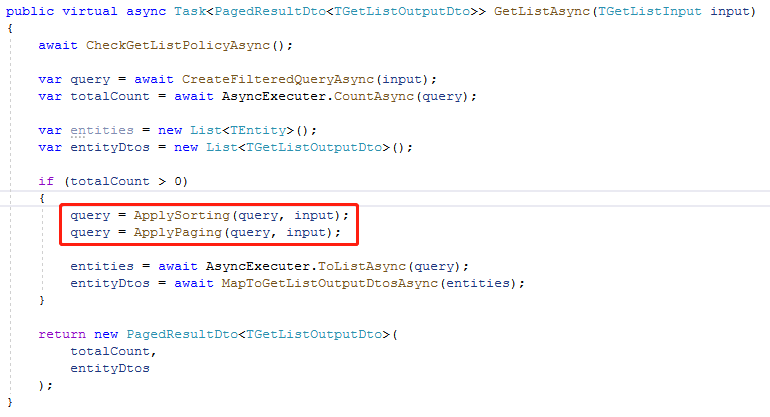 public virtual async Task<PagedResultDto<TGetListOutputDto>> GetListAsync(TGetListInput input)
{
    await CheckGetListPolicyAsync();

    var query = await CreateFilteredQueryAsync(input);
    var totalCount = await AsyncExecuter.CountAsync(query);

    var entities = new List<TEntity>();
    var entityDtos = new List<TGetListOutputDto>();

    if (totalCount > 0)
    {
        query = ApplySorting(query, input);
        query = ApplyPaging(query, input);

        entities = await AsyncExecuter.ToListAsync(query);
        entityDtos = await MapToGetListOutputDtosAsync(entities);
    }

    return new PagedResultDto<TGetListOutputDto>(
        totalCount,
        entityDtos
    );
}